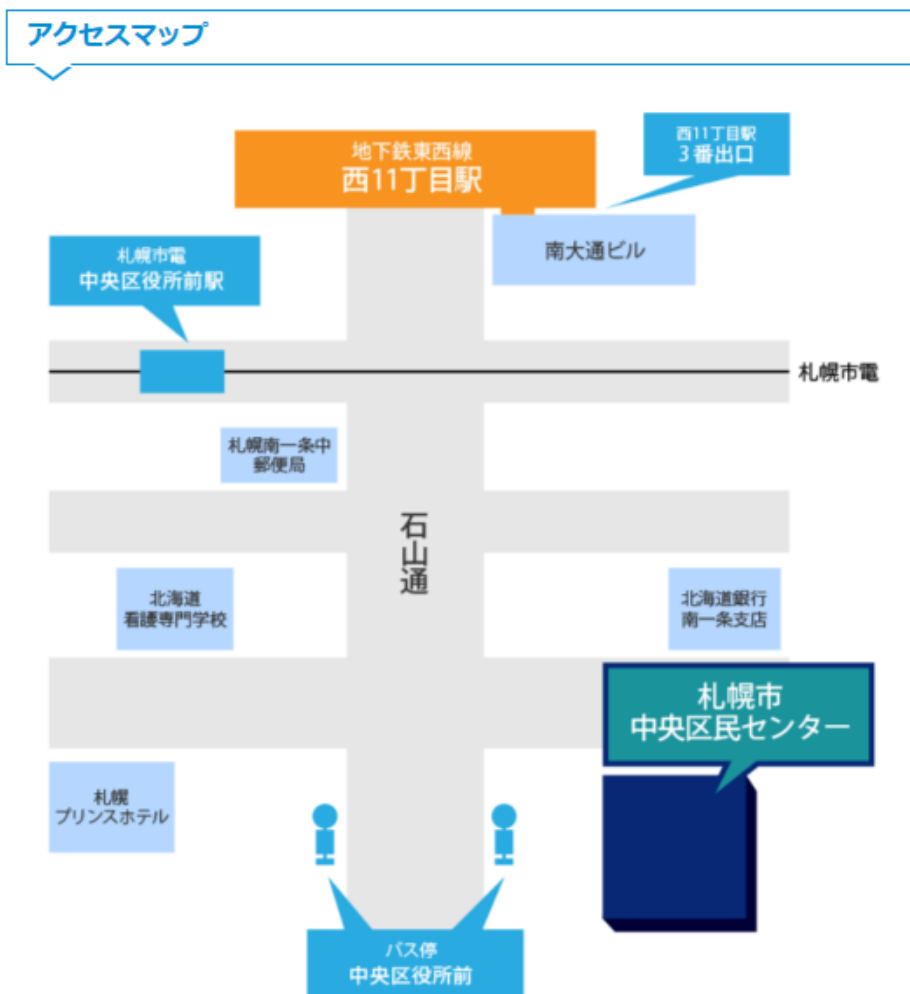 アクセスマップ
地下鉄東西線
西11丁目駅
西11丁目駅
3番出口
南大通ビル
札幌市電
中央区役所前駅
札幌市電
札幌南一条中
郵便局
石山通
北海道
看護専門学校
北海道銀行
南一条支店
札幌市
中央区民センター
札幌
プリンスホテル
バス停
中央区役所前